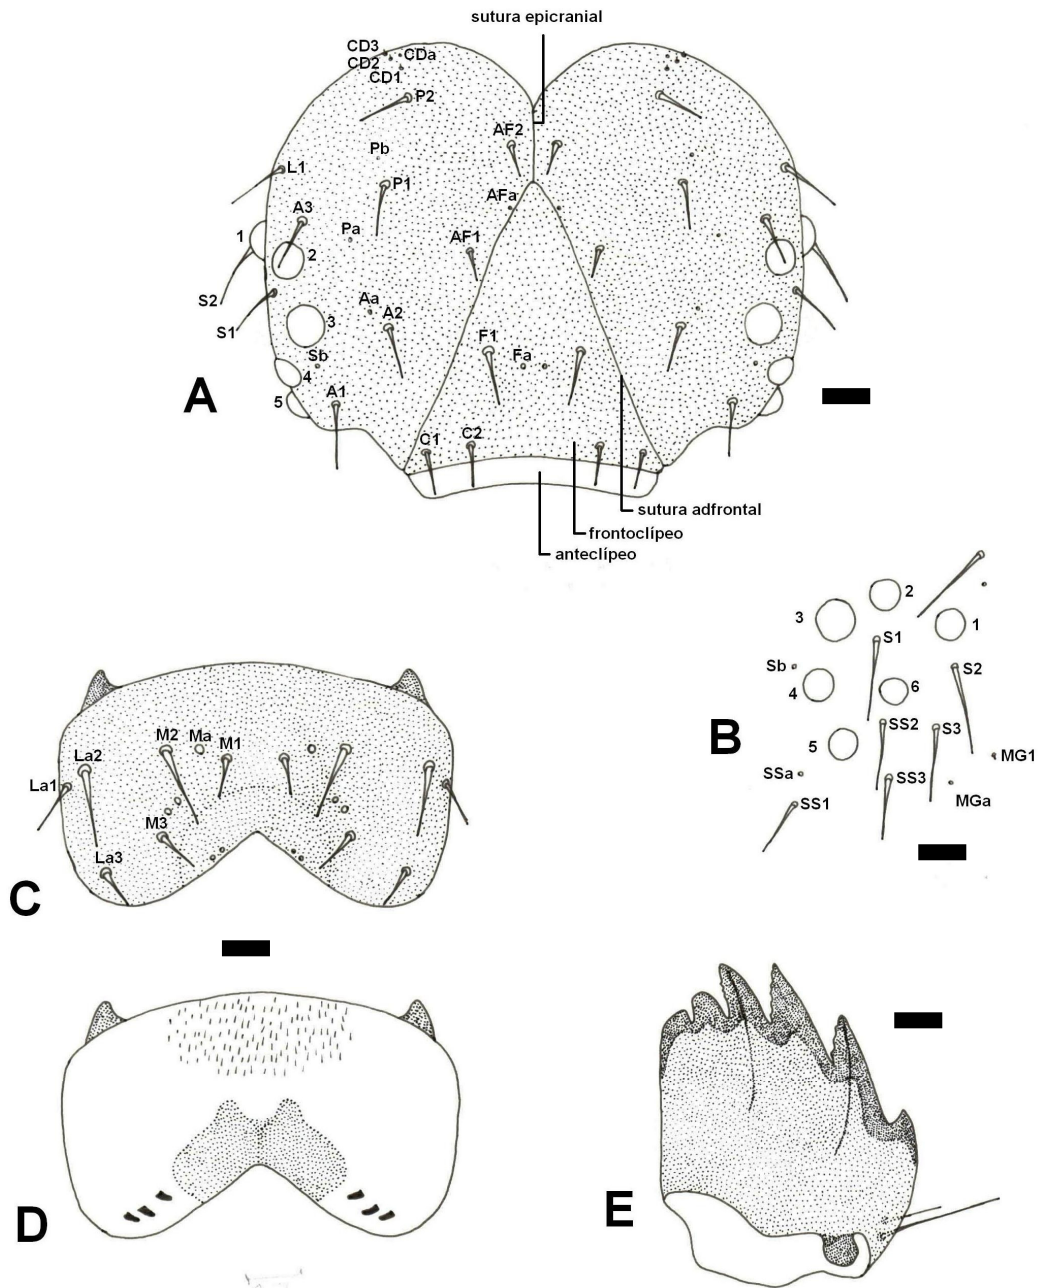 sutura epicranial
CD3
CDa
CD2
CD1
P2
AF2
Pb
L1
P1
AFa
A3
Pa
1
AF1
2
S2
Aa
S1
3
A2
F1
Fa
Sb
4
A
A1
5
C1
C2
sutura adfrontal
frontoclípeo
anteclípeo
2
3
1
S1
Sb
S2
4
6
B
SS2
S3
5
MG1
SSa
SS3
MGa
SS1
M2
Ma
M1
La2
La1
M3
La3
C
D
E